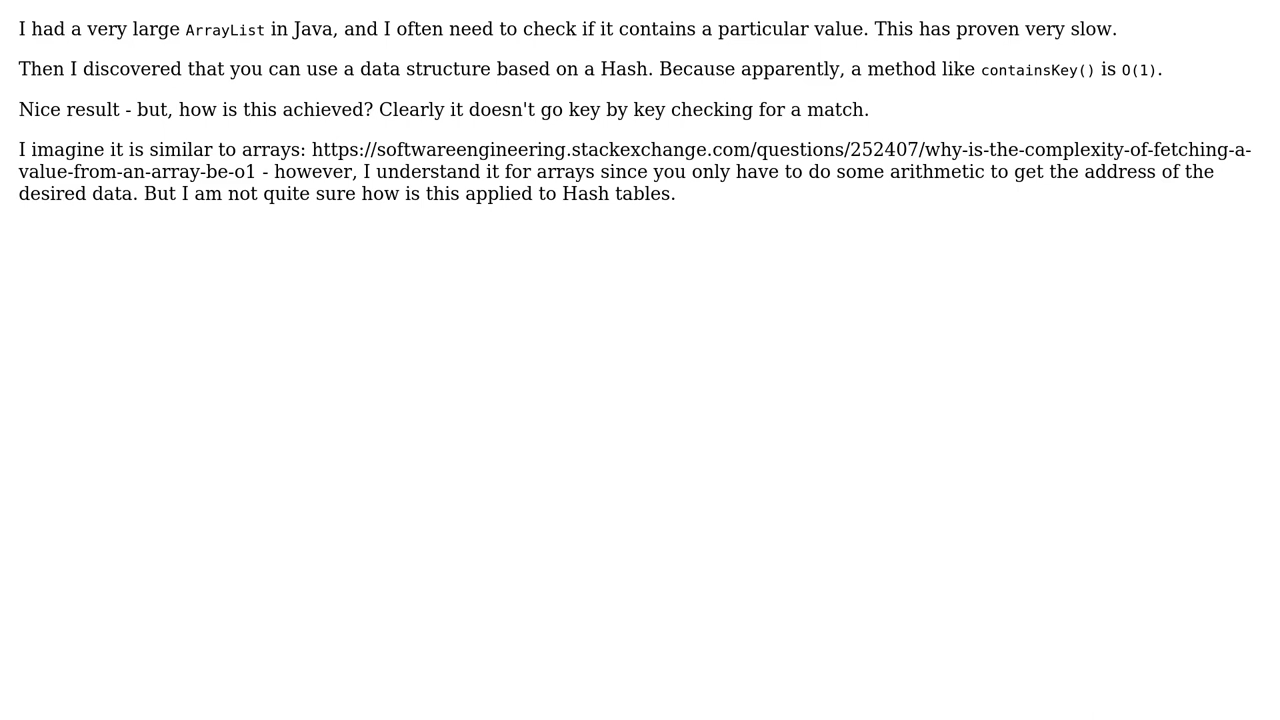 I had a very large ArrayList in Java, and I often need to check if it contains a particular value. This has proven very slow.
Then I discovered that you can use a data structure based on a Hash. Because apparently, a method like containsKey() is O(1).
Nice result - but, how is this achieved? Clearly it doesn't go key by key checking for a match.
I imagine it is similar to arrays: https://softwareengineering.stackexchange.com/questions/252407/why-is-the-complexity-of-fetching-a-
value-from-an-array-be-o1 - however, I understand it for arrays since you only have to do some arithmetic to get the address of the
desired data. But I am not quite sure how is this applied to Hash tables.